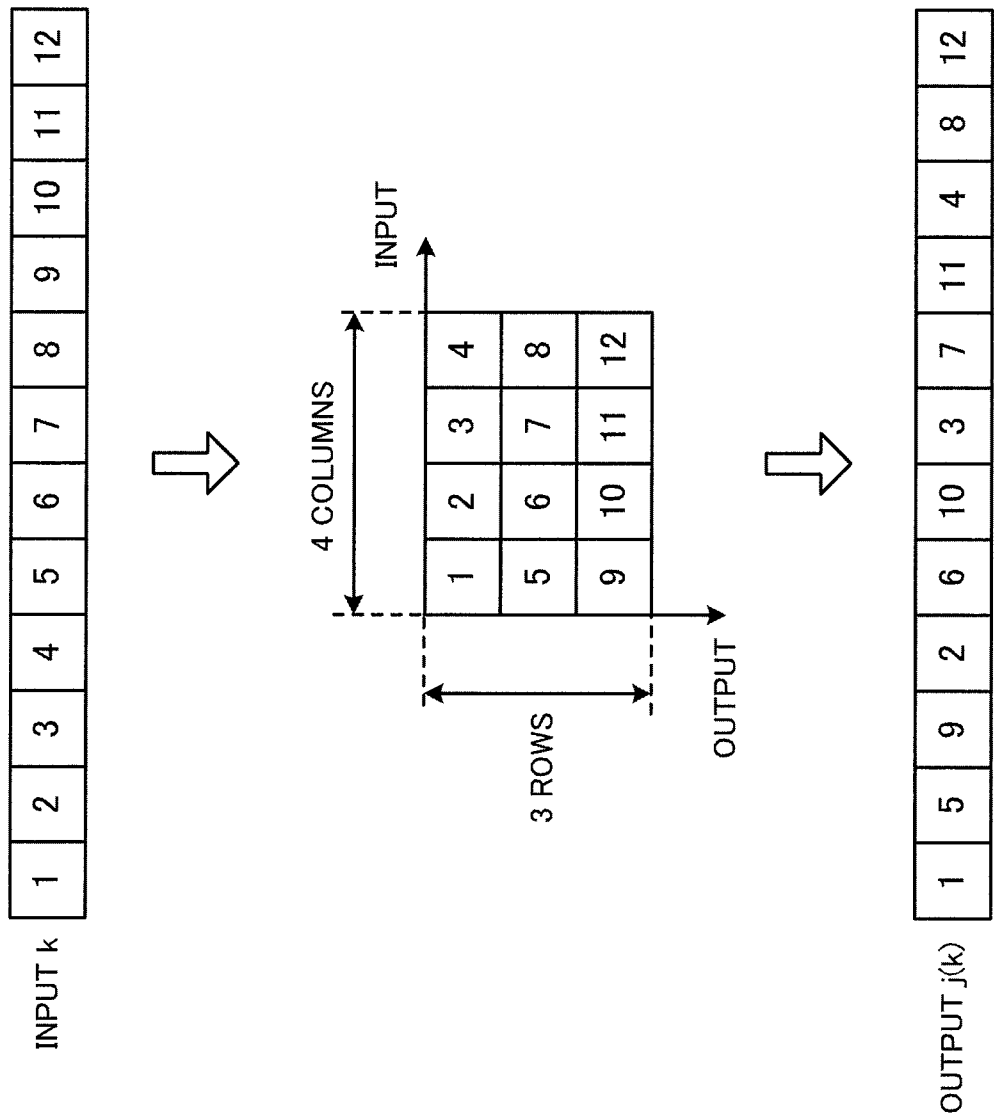 INPUT k 1 2 3 4 5 6 7 8 9 10 11 12
4 COLUMNS
INPUT
3 ROWS
1 2 3 4
5 6 7 8
9 10 11 12
OUTPUT
OUTPUT j(k) 1 5 9 2 6 10 3 7 11 4 8 12